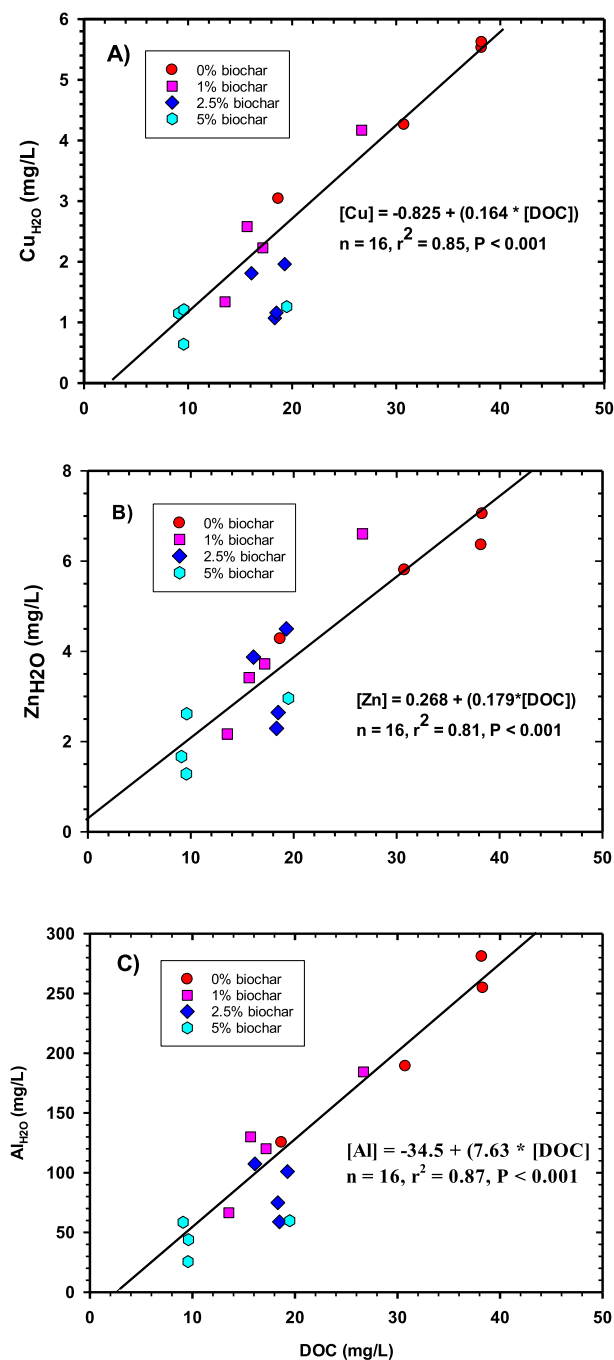 A)
0% biochar
1% biochar
2.5% biochar
5% biochar
[Cu] = -0.825 + (0.164 * [DOC])
n = 16, r2 = 0.85, P < 0.001
CuH2O (mg/L)
6
5
4
3
2
1
0
0 10 20 30 40 50
B)
0% biochar
1% biochar
2.5% biochar
5% biochar
[Zn] = 0.268 + (0.179*[DOC])
n = 16, r2 = 0.81, P < 0.001
ZnH2O (mg/L)
8
6
4
2
0
0 10 20 30 40 50
C)
0% biochar
1% biochar
2.5% biochar
5% biochar
[Al] = -34.5 + (7.63 * [DOC]
n = 16, r2 = 0.87, P < 0.001
AlH2O (mg/L)
300
250
200
150
100
50
0
0 10 20 30 40 50
DOC (mg/L)